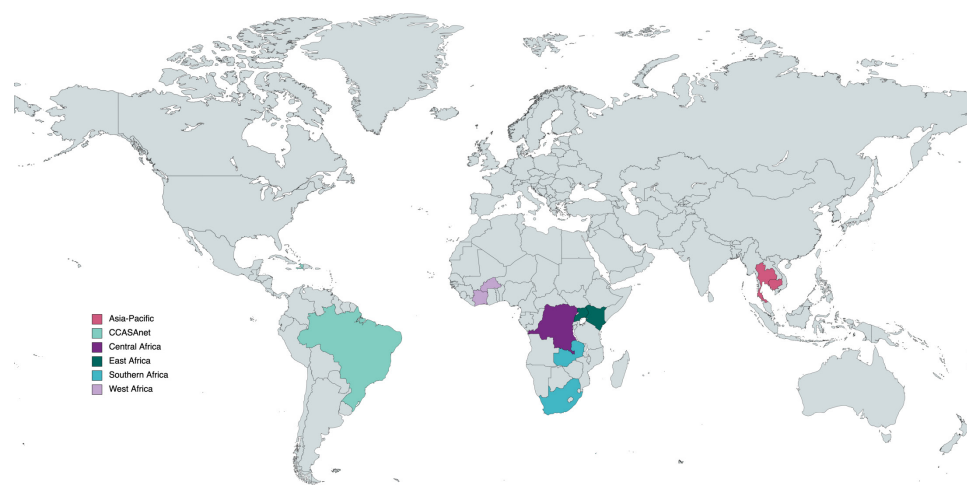 Asia-Pacific
CCASAnet
Central Africa
East Africa
Southern Africa
West Africa